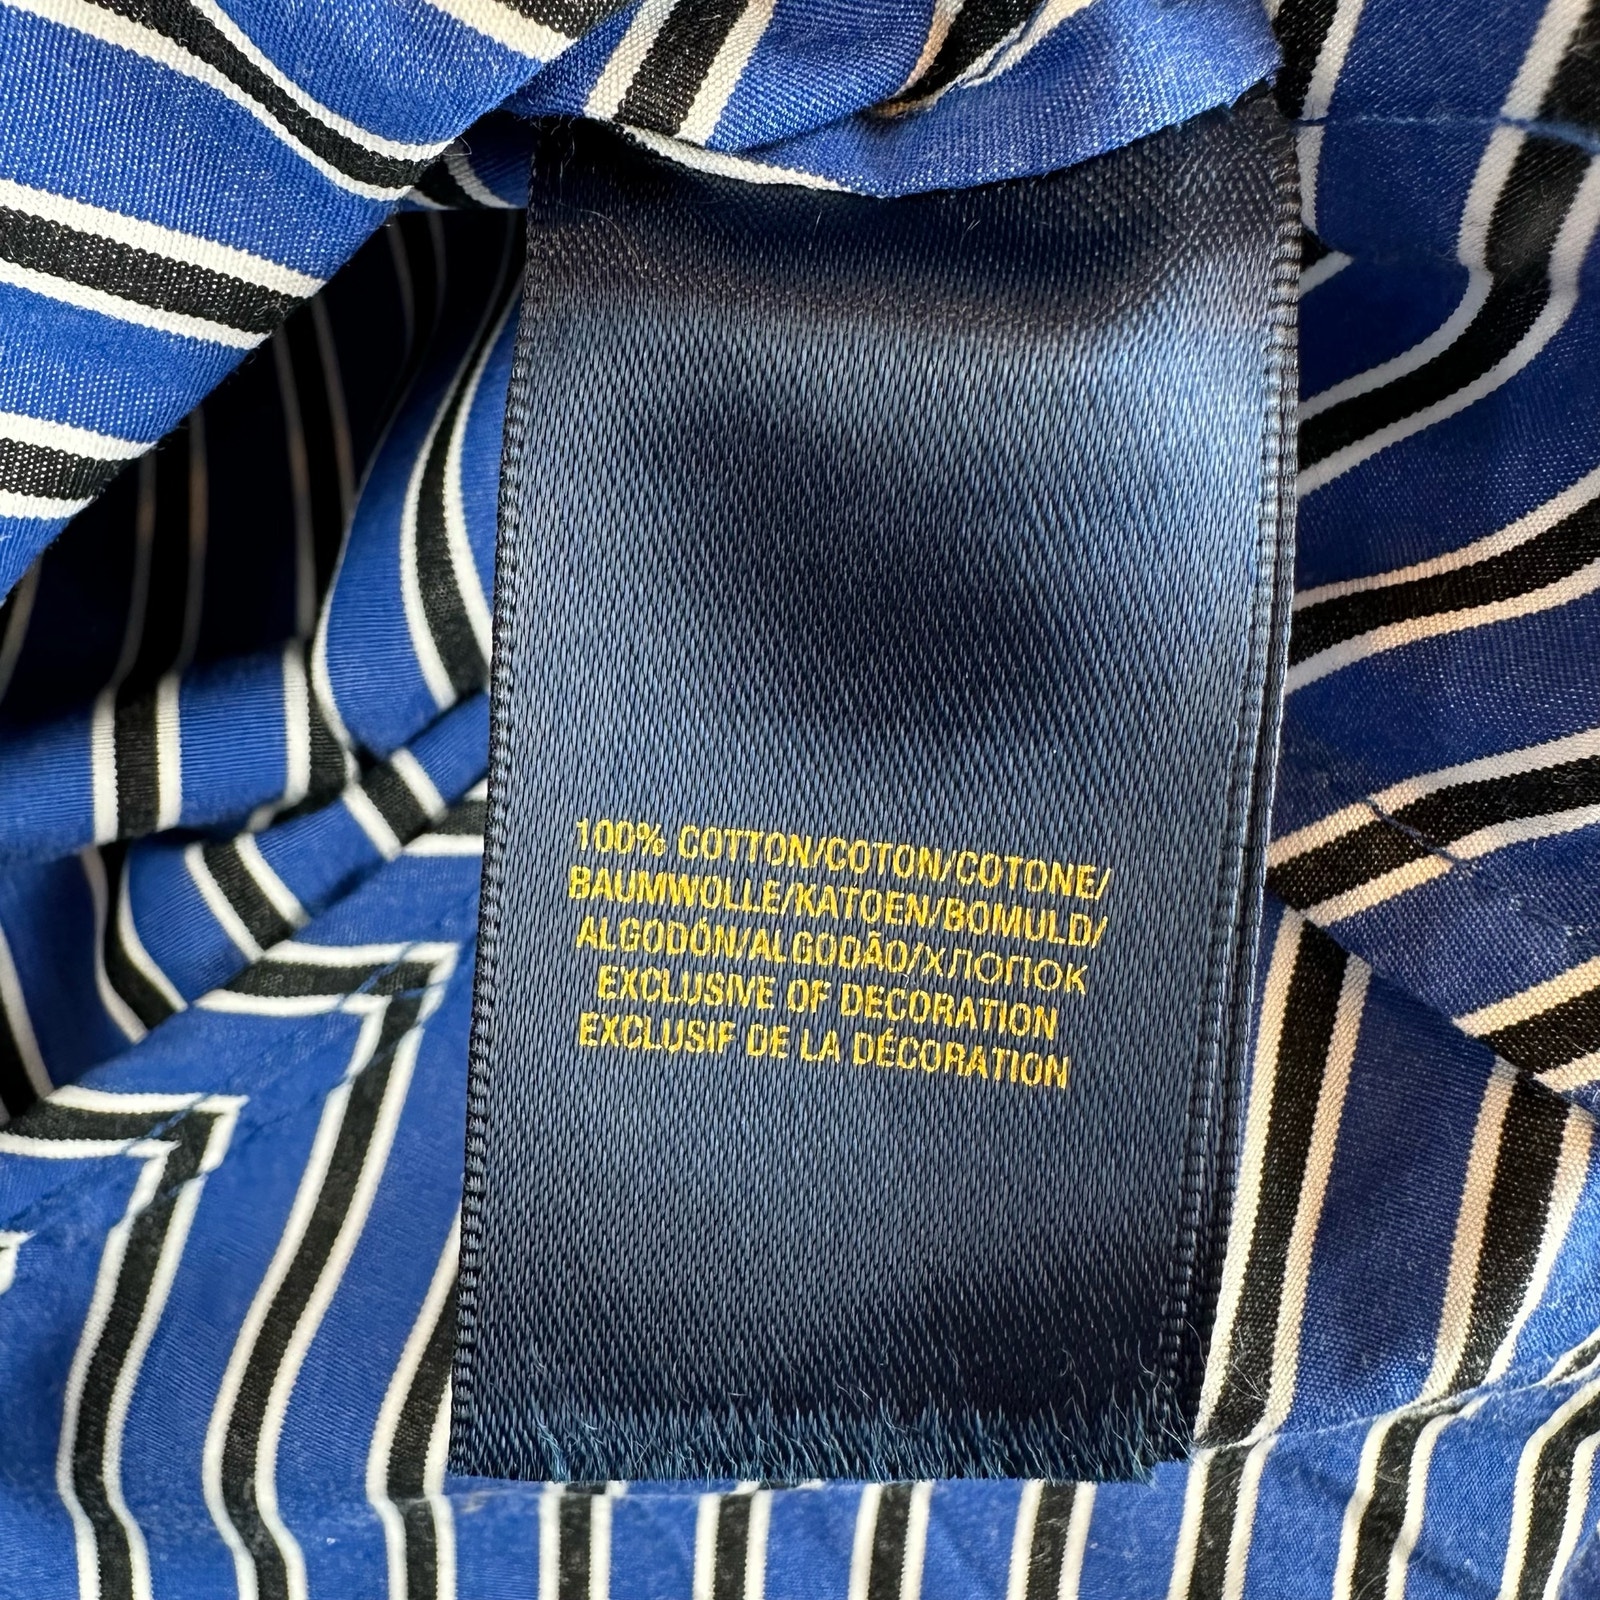 100% COTTON/COTON/COTONE/
BAUMWOLLE/KATOEN/BOMULD/
ALGODÓN/ALGODÃO/ХЛОПОК
EXCLUSIVE OF DECORATION
EXCLUSIF DE LA DÉCORATION